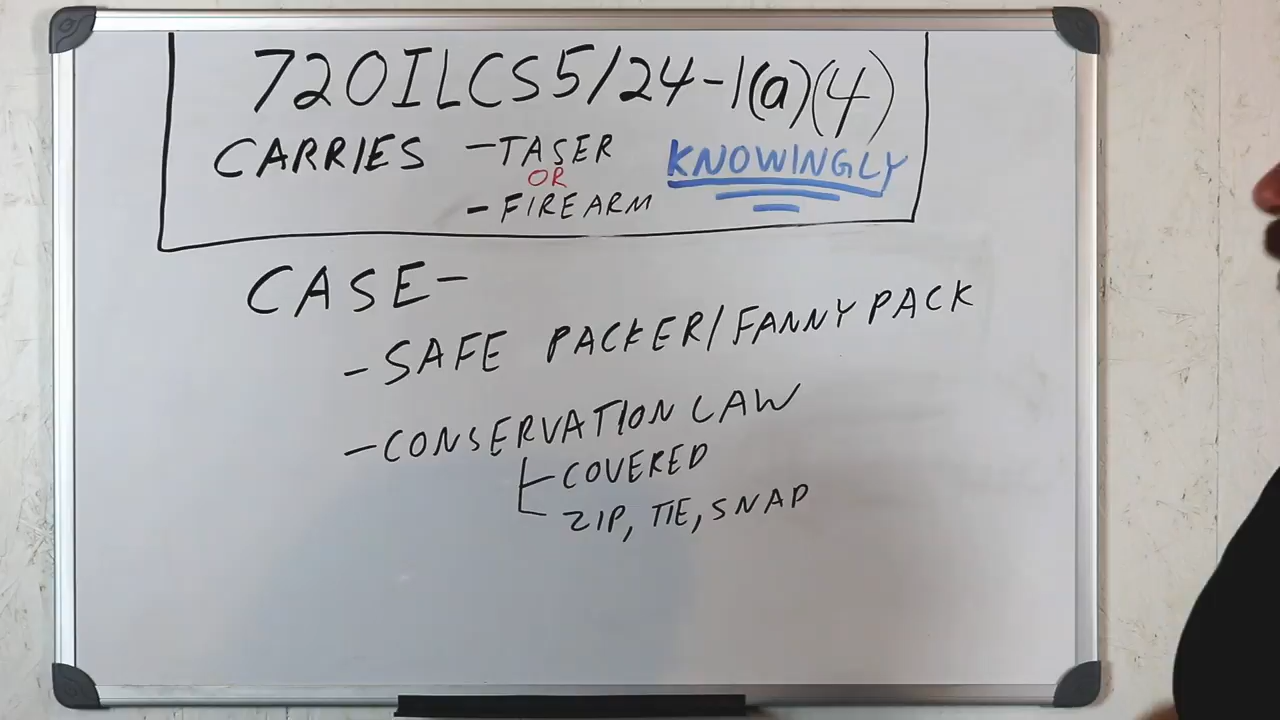 720ILCS5/24-1(a)(4)
CARRIES -TASER KNOWINGLY
OR
-FIREARM
CASE-
-SAFE PACKER/FANNY PACK
-CONSERVATION LAW
COVERED
ZIP, TIE, SNAP